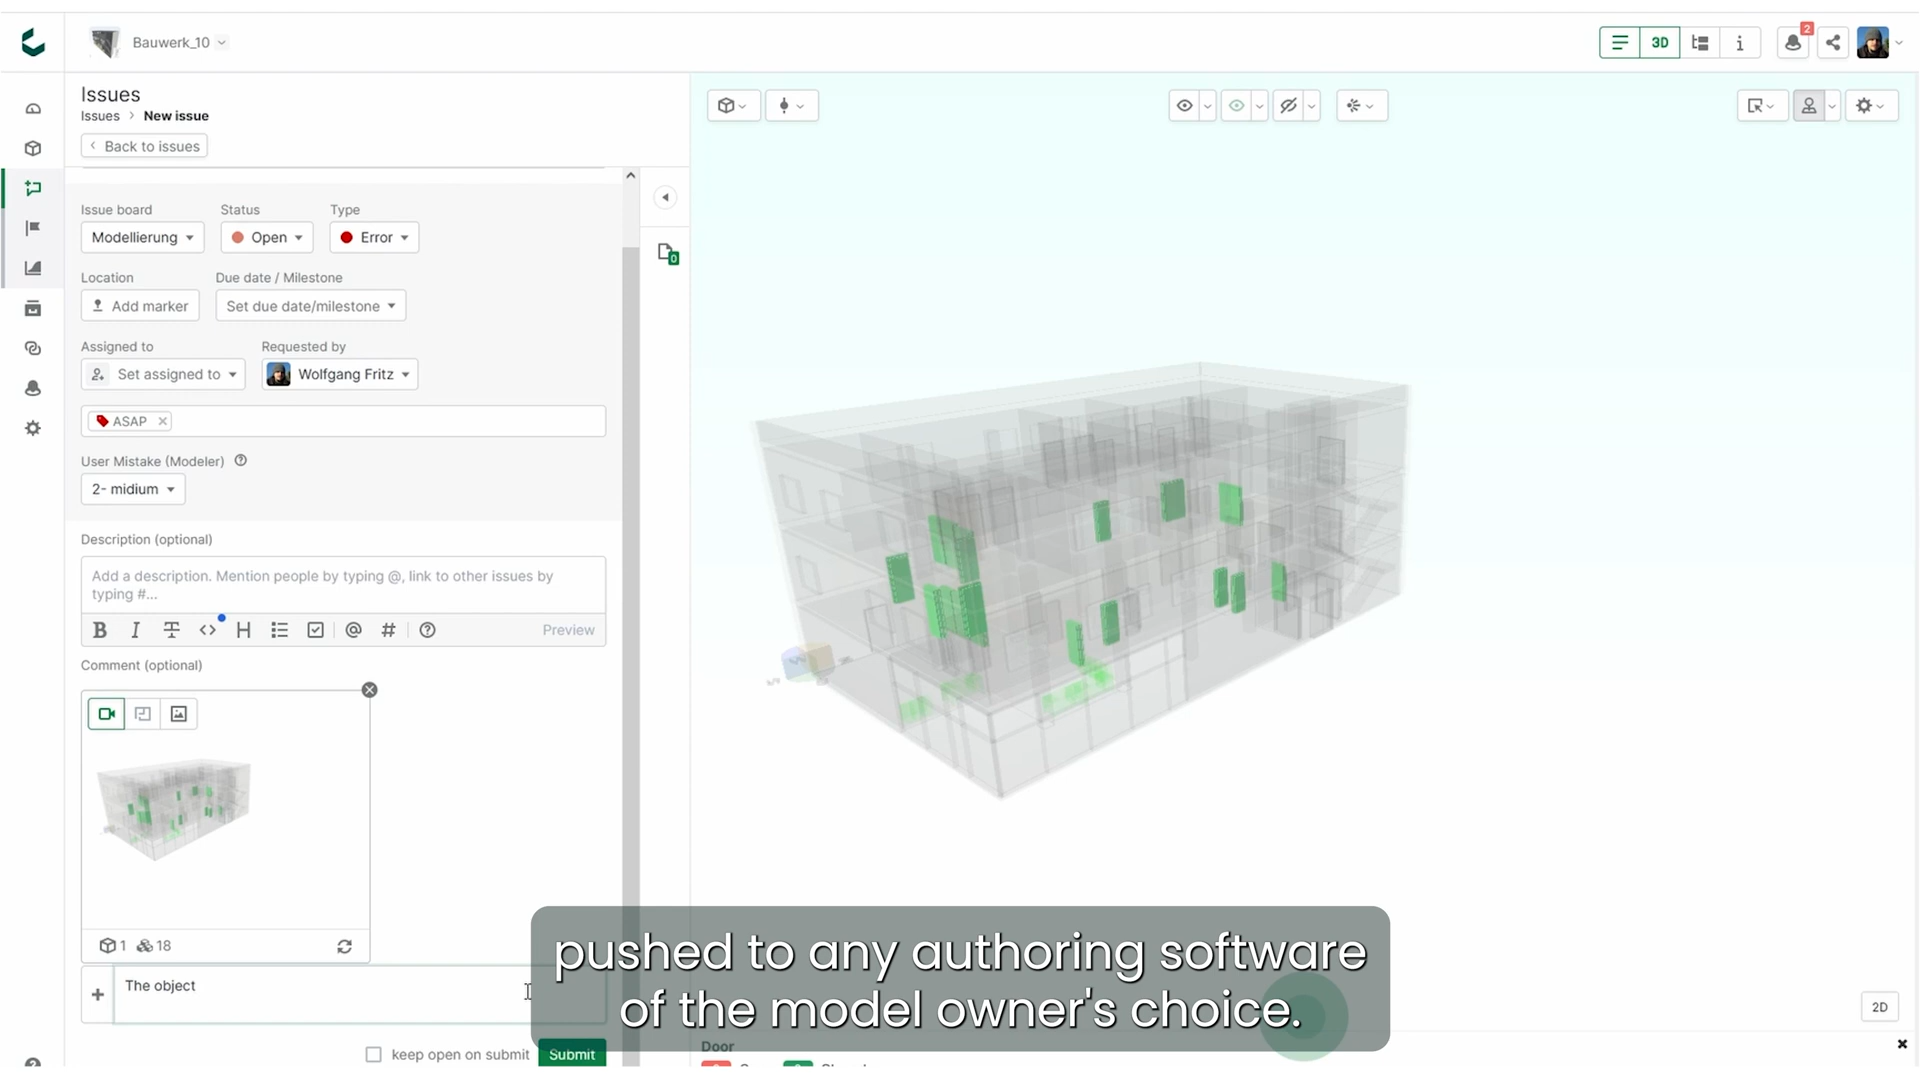 Bauwerk_10
3D
2
Issues
Issues > New issue
Back to issues
Issue board
Status
Type
Modellierung
Open
Error
Location
Due date / Milestone
Add marker
Set due date/milestone
0
Assigned to
Requested by
Set assigned to
Wolfgang Fritz
ASAP
User Mistake (Modeler)
2- midium
Description (optional)
Add a description. Mention people by typing @, link to other issues by
typing #...
Preview
Comment (optional)
1 18
The object
pushed to any authoring software
of the model owner's choice.
2D
Door
keep open on submit
Submit